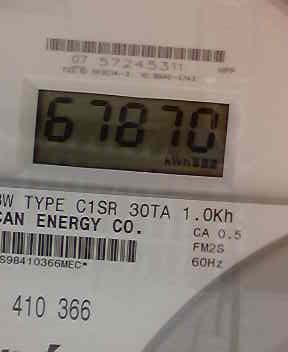 07 57245311
67870
kWh
W TYPE C1SR 30TA 1.0Kh
CAN ENERGY CO.
CA 0.5
FM2S
60Hz
S98410366MEC*
410 366